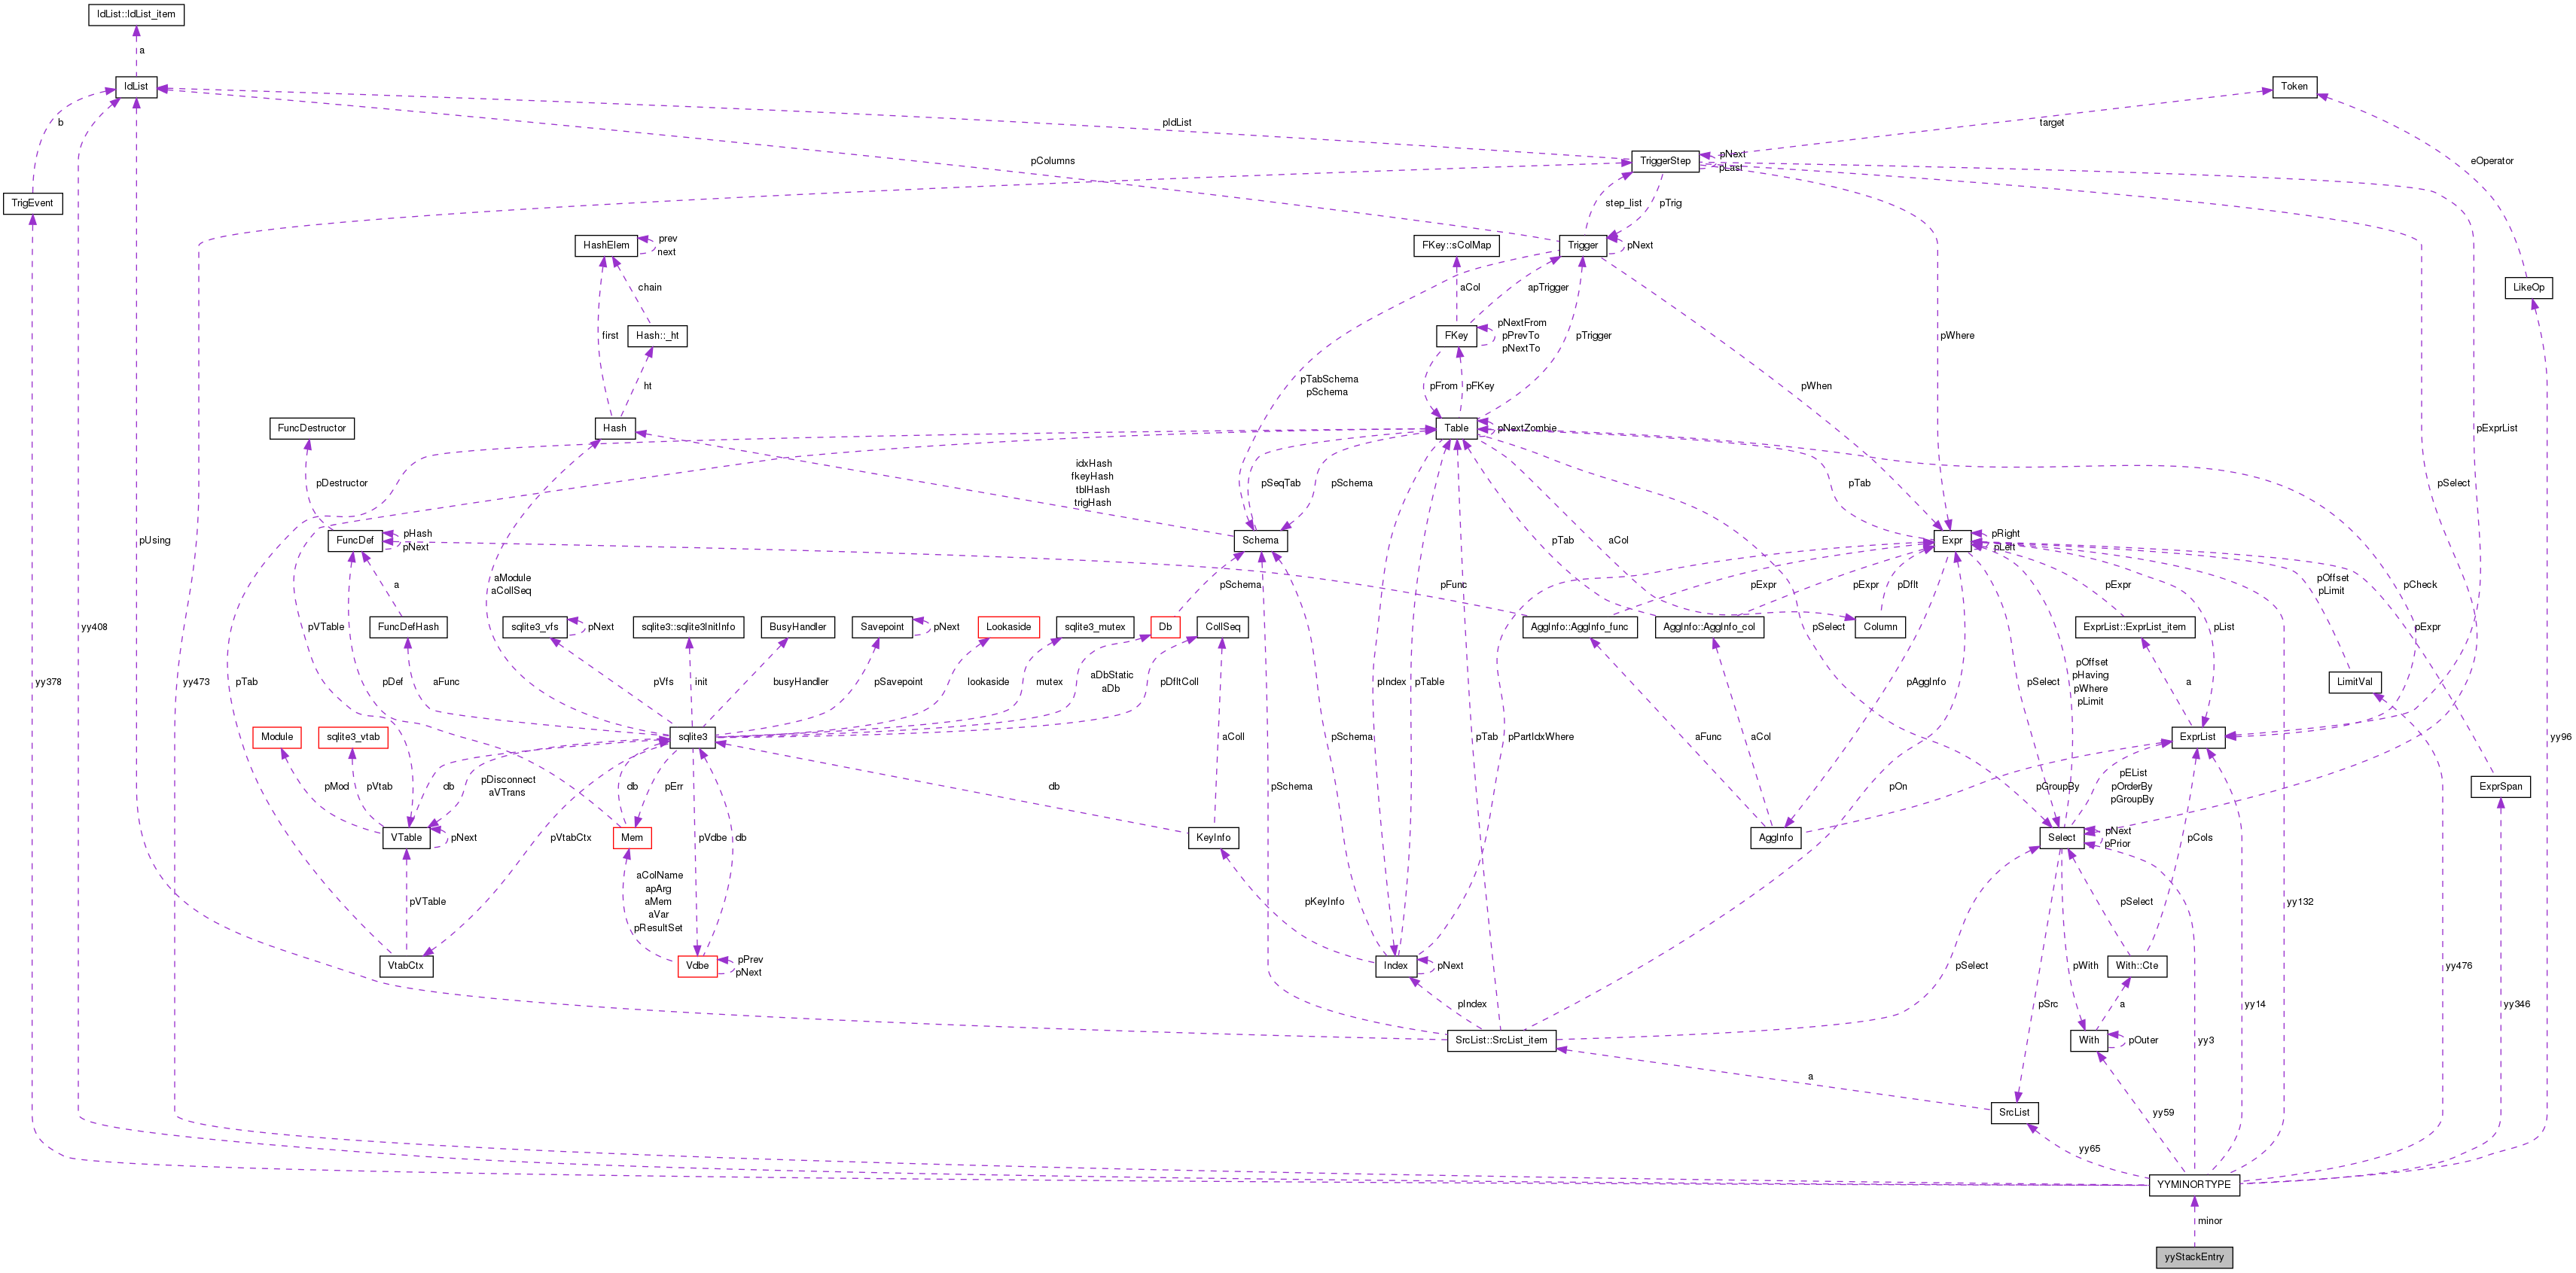 IdList::IdList_item
a
IdList
Token
b
pIdList
target
pColumns
TriggerStep
pNext
pLast
eOperator
TrigEvent
step_list
pTrig
HashElem
prev
next
FKey::sColMap
Trigger
pNext
chain
aCol
apTrigger
LikeOp
first
Hash::_ht
FKey
pNextFrom
pPrevTo
pNextTo
pTrigger
pWhere
ht
pTabSchema
pSchema
pFrom
pFKey
pWhen
FuncDestructor
Hash
Table
pNextZombie
pExprList
idxHash
fkeyHash
tblHash
trigHash
pDestructor
pSeqTab
pSchema
pTab
pSelect
pUsing
FuncDef
pHash
pNext
Schema
pTab
aCol
Expr
pRight
pLeft
a
aModule
aCollSeq
pSchema
pFunc
pExpr
pExpr
pDflt
pExpr
pOffset
pLimit
pCheck
yy408
pVTable
FuncDefHash
sqlite3_vfs
pNext
sqlite3::sqlite3InitInfo
BusyHandler
Savepoint
pNext
Lookaside
sqlite3_mutex
Db
CollSeq
AggInfo::AggInfo_func
AggInfo::AggInfo_col
Column
pSelect
ExprList::ExprList_item
pList
pExpr
yy378
yy473
pTab
pDef
aFunc
pVfs
init
busyHandler
pSavepoint
lookaside
mutex
aDbStatic
aDb
pDfltColl
pIndex
pTable
pAggInfo
pSelect
pOffset
pHaving
pWhere
pLimit
a
LimitVal
Module
sqlite3_vtab
sqlite3
aColl
pSchema
pTab
pPartIdxWhere
aFunc
aCol
ExprList
yy96
pMod
pVtab
db
pDisconnect
aVTrans
db
pErr
db
pOn
pGroupBy
pEList
pOrderBy
pGroupBy
ExprSpan
pSchema
VTable
pNext
pVtabCtx
Mem
pVdbe
db
KeyInfo
AggInfo
Select
pNext
pPrior
pCols
pVTable
aColName
apArg
aMem
aVar
pResultSet
pKeyInfo
pSelect
yy132
VtabCtx
Vdbe
pPrev
pNext
Index
pNext
pSelect
pWith
With::Cte
yy476
pIndex
pSrc
a
yy14
yy346
SrcList::SrcList_item
With
pOuter
yy3
a
SrcList
yy59
yy65
YYMINORTYPE
minor
yyStackEntry